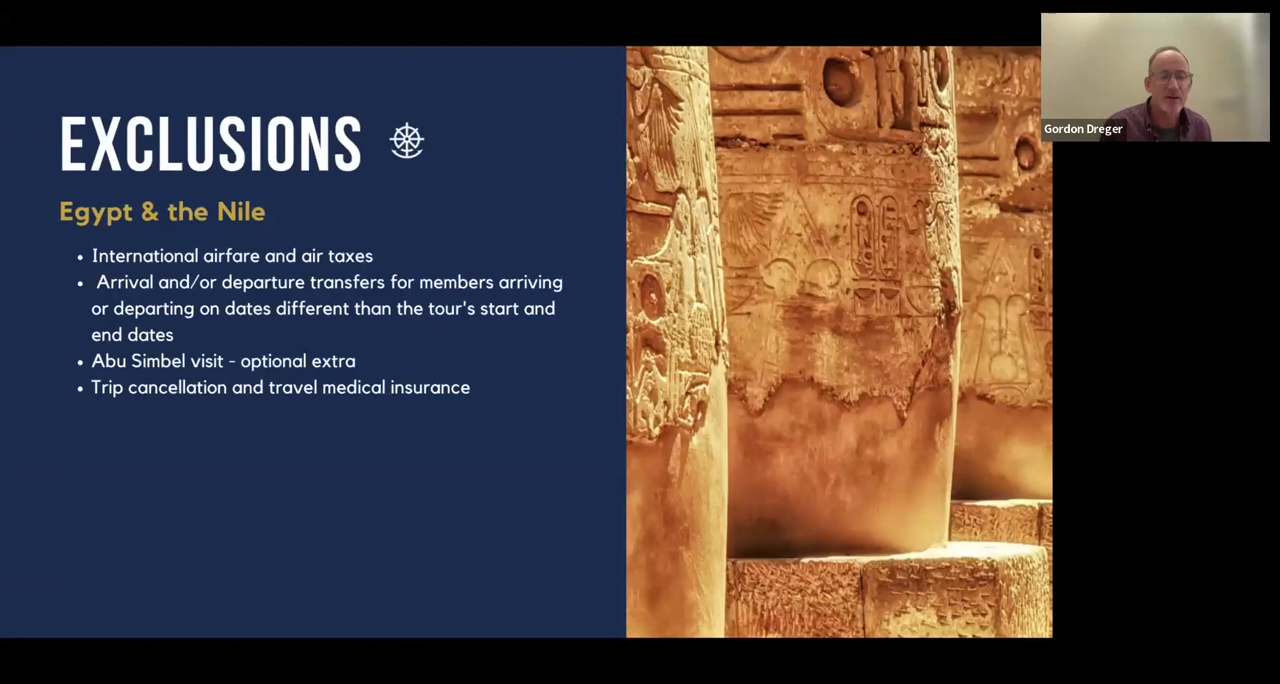 EXCLUSIONS
Egypt & the Nile
• International airfare and air taxes
• Arrival and/or departure transfers for members arriving
or departing on dates different than the tour's start and
end dates
• Abu Simbel visit - optional extra
• Trip cancellation and travel medical insurance
Gordon Dreger